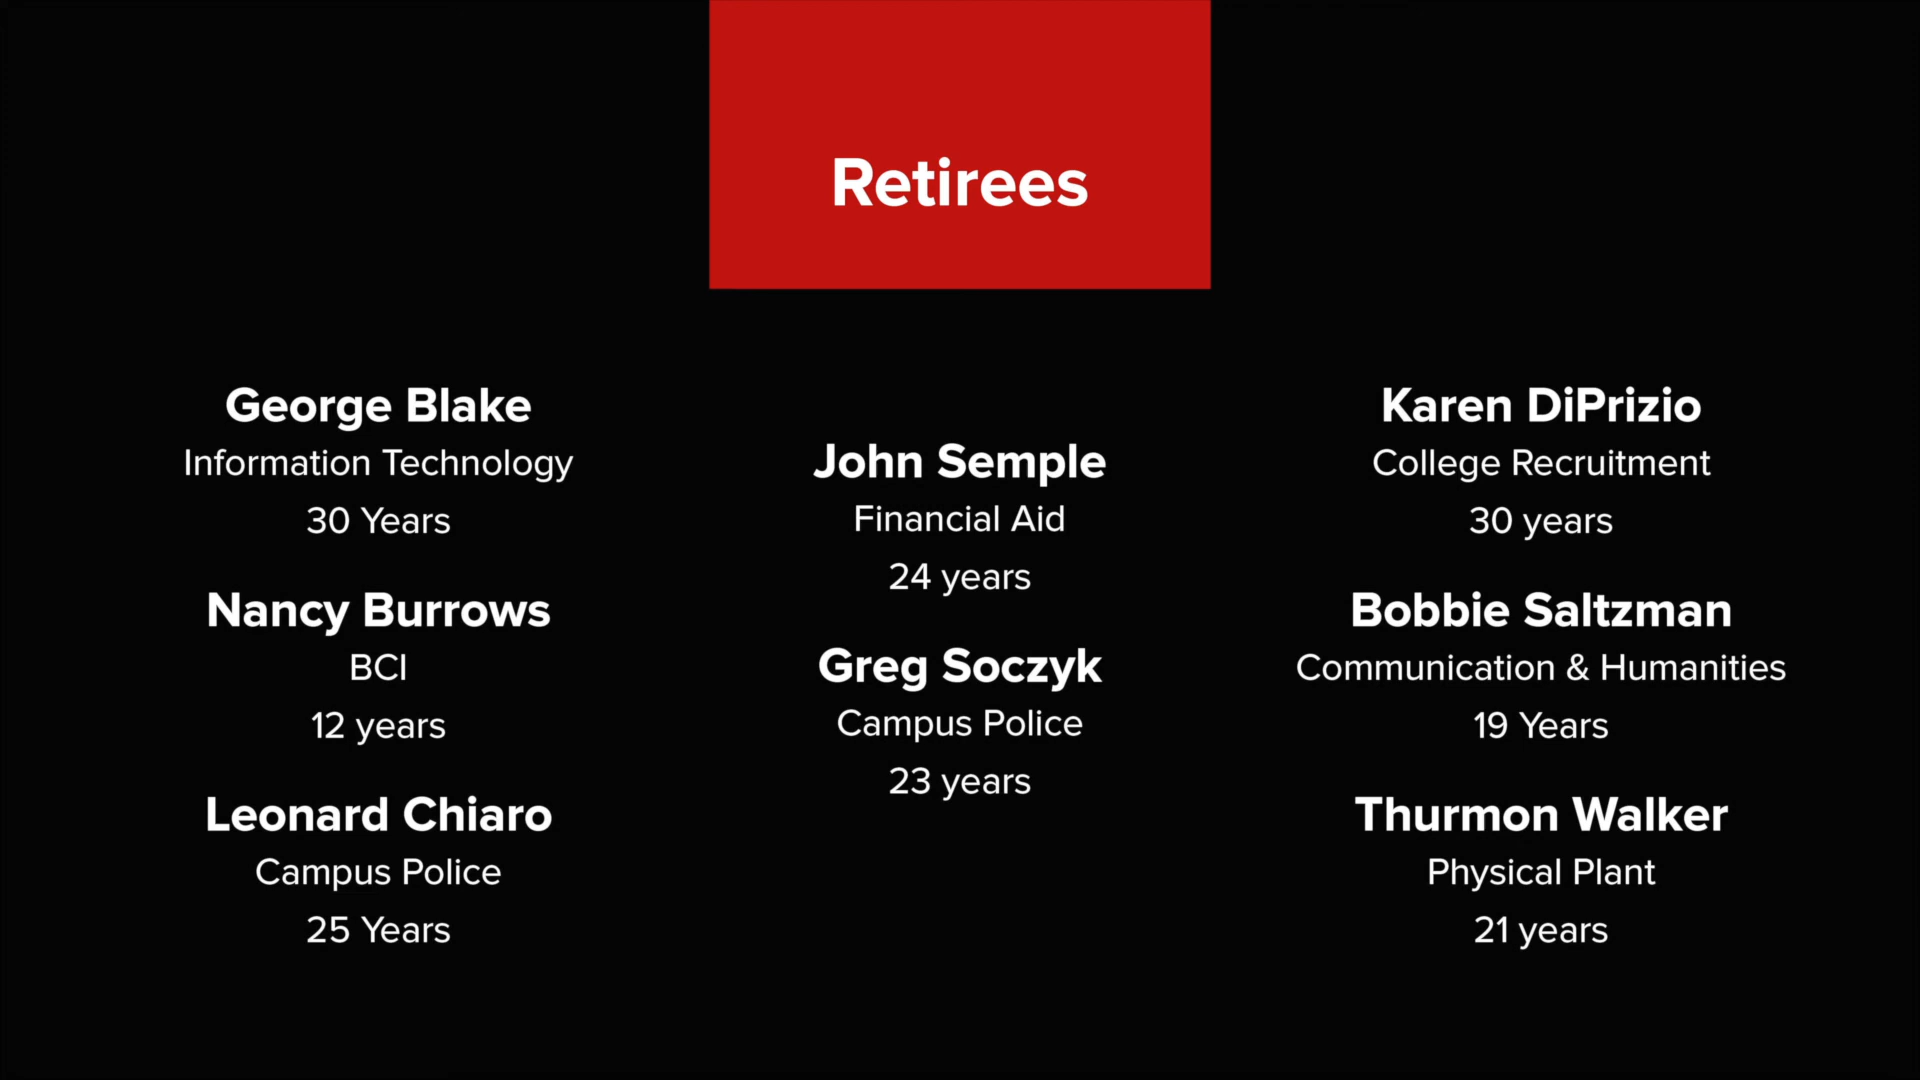 Retirees
George Blake
Information Technology
30 Years
Nancy Burrows
BCI
12 years
Leonard Chiaro
Campus Police
25 Years
John Semple
Financial Aid
24 years
Greg Soczyk
Campus Police
23 years
Karen DiPrizio
College Recruitment
30 years
Bobbie Saltzman
Communication & Humanities
19 Years
Thurmon Walker
Physical Plant
21 years